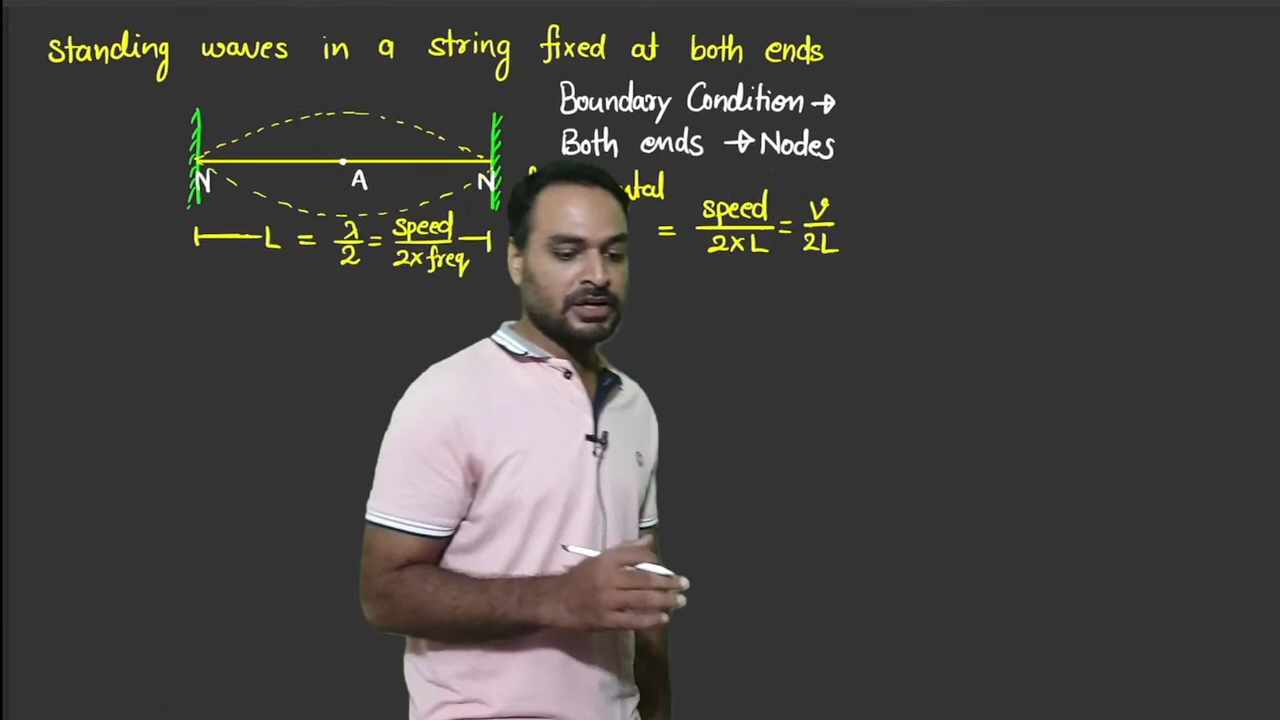 Standing waves in a string fixed at both ends
Boundary Condition →
Both ends → Nodes
N A N
L = λ/2 = speed/2×freq
= speed/2×L = v/2L